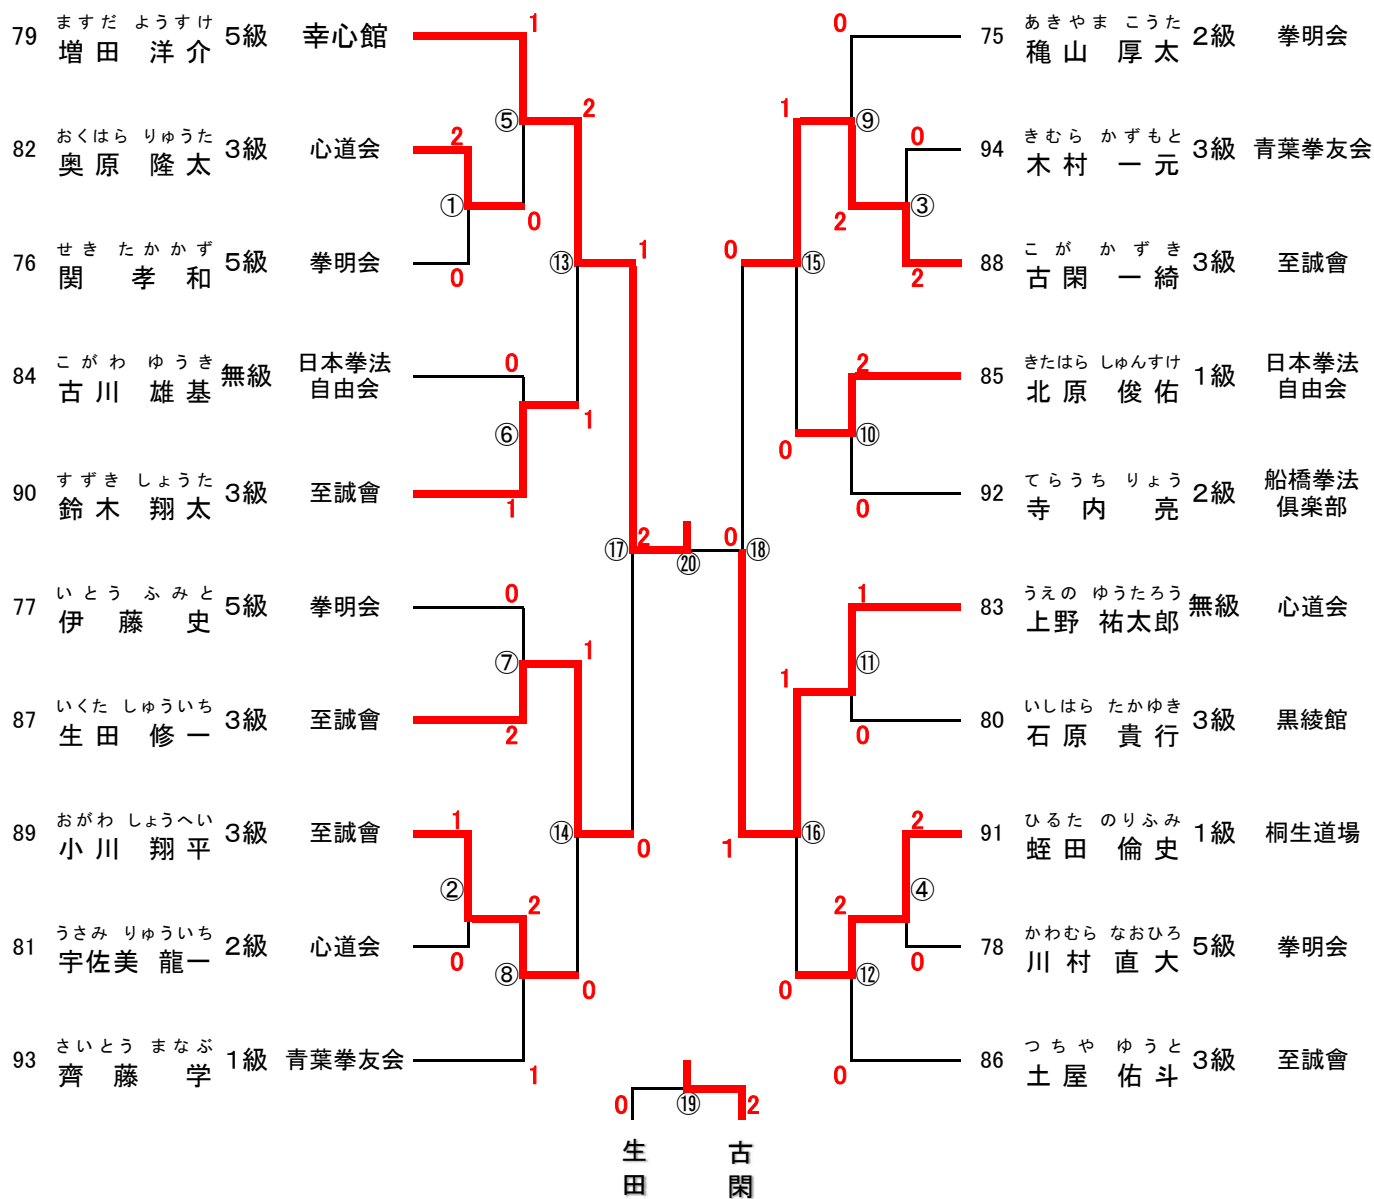 ますだ ようすけ
79 増田 洋介 5級 幸心館
おくはら りゅうた
82 奥原 隆太 3級 心道会
せき たかかず
76 関 孝和 5級 拳明会
こがわ ゆうき
84 古川 雄基 無級 日本拳法
自由会
すずき しょうた
90 鈴木 翔太 3級 至誠會
いとう ふみと
77 伊藤 史 5級 拳明会
いくた しゅういち
87 生田 修一 3級 至誠會
おがわ しょうへい
89 小川 翔平 3級 至誠會
うさみ りゅういち
81 宇佐美 龍一 2級 心道会
さいとう まなぶ
93 齊藤 学 1級 青葉拳友会
1
2
⑤
2
①
0
0
⑬
1
0
⑥
1
1
⑰
2
0
⑦
1
2
1
⑭
0
②
2
0
⑧
0
1
⑳
0
1
⑨
0
③
2
2
0
⑮
2
0
⑩
0
0
⑱
1
1
⑪
0
1
⑯
2
④
2
0
0
⑫
0
あきやま こうた
75 穐山 厚太 2級 拳明会
きむら かずもと
94 木村 一元 3級 青葉拳友会
こが かずき
88 古閑 一綺 3級 至誠會
きたはら しゅんすけ
85 北原 俊佑 1級 日本拳法
自由会
てらうち りょう
92 寺内 亮 2級 船橋拳法
倶楽部
うえの ゆうたろう
83 上野 祐太郎 無級 心道会
いしはら たかゆき
80 石原 貴行 3級 黒綾館
ひるた のりふみ
91 蛭田 倫史 1級 桐生道場
かわむら なおひろ
78 川村 直大 5級 拳明会
つちや ゆうと
86 土屋 佑斗 3級 至誠會
0 ⑲ 2
生田
古閑